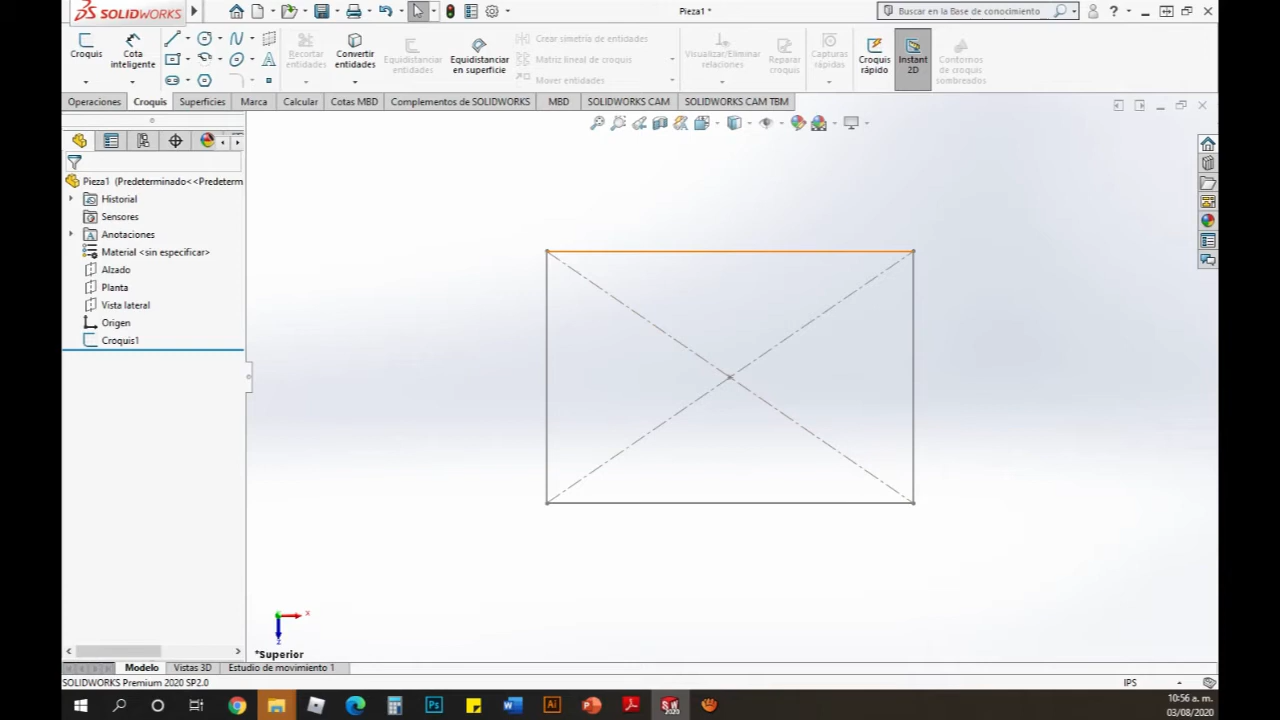 SOLIDWORKS
Pieza1 *
Buscar en la Base de conocimiento
Croquis
Cota inteligente
Recortar entidades
Convertir entidades
Equidistanciar entidades
Equidistanciar en superficie
Crear simetría de entidades
Matriz lineal de croquis
Mover entidades
Visualizar/Eliminar relaciones
Reparar croquis
Capturas rápidas
Croquis rápido
Instant 2D
Contornos de croquis sombreados
Operaciones Croquis Superficies Marca Calcular Cotas MBD Complementos de SOLIDWORKS MBD SOLIDWORKS CAM SOLIDWORKS CAM TBM
Pieza1 (Predeterminado<<Predeterm
Historial
Sensores
Anotaciones
Material <sin especificar>
Alzado
Planta
Vista lateral
Origen
Croquis1
x
z
*Superior
Modelo Vistas 3D Estudio de movimiento 1
SOLIDWORKS Premium 2020 SP2.0
IPS
10:56 a. m.
03/08/2020